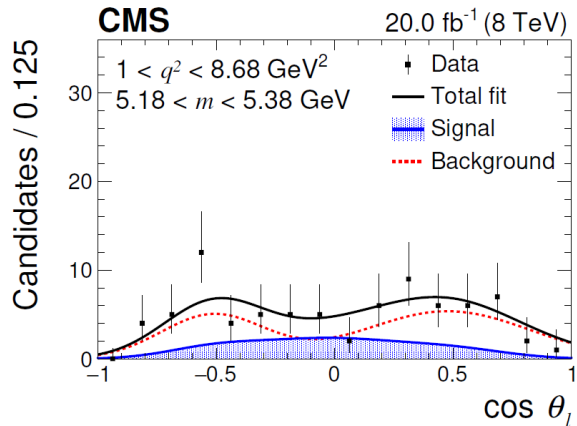 CMS 20.0 fb⁻¹ (8 TeV)
1 < q² < 8.68 GeV²
5.18 < m < 5.38 GeV
Data
Total fit
Signal
Background
Candidates / 0.125
30
20
10
0
−1 −0.5 0 0.5 1
cos θ_l